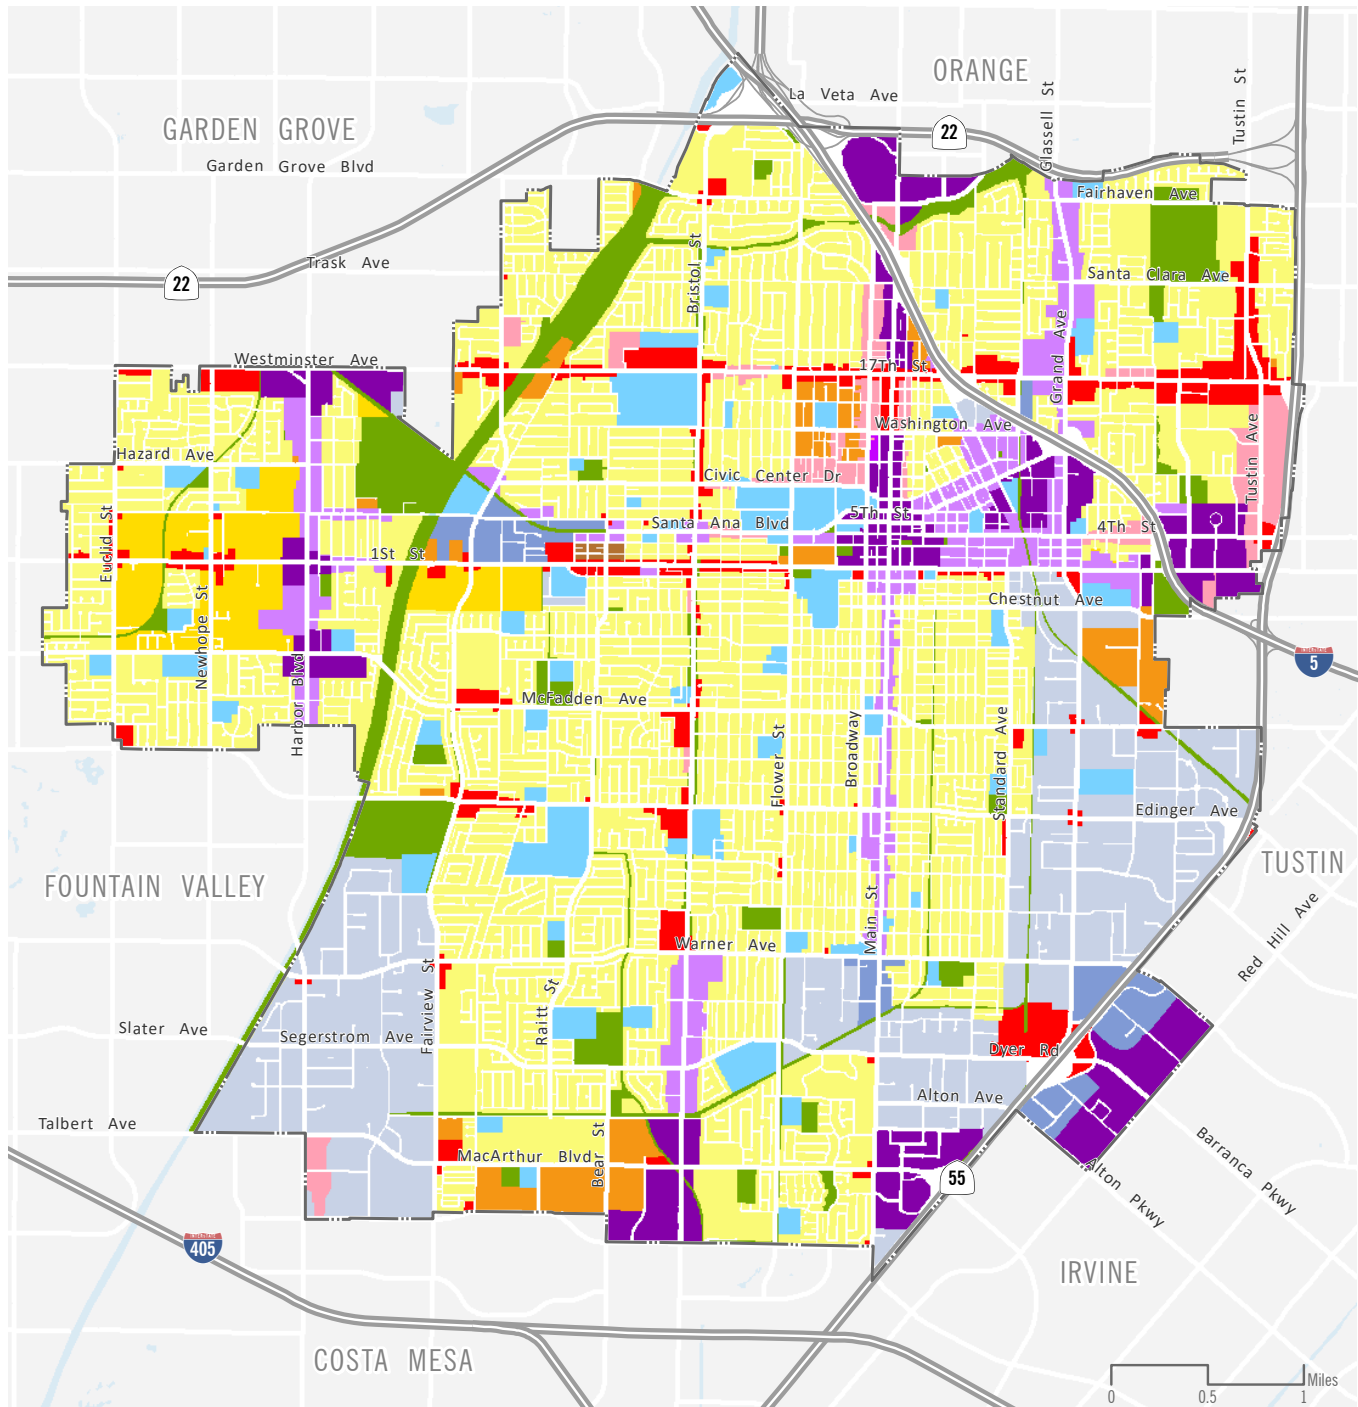 ORANGE
La Veta Ave
Glassell St
Tustin St
GARDEN GROVE
22
Garden Grove Blvd
Fairhaven Ave
Bristol St
Trask Ave
22
Santa Clara Ave
Grand Ave
Westminster Ave
17Th St
Tustin Ave
Washington Ave
Hazard Ave
Civic Center Dr
5Th St
Santa Ana Blvd
4Th St
Euclid St
1St St
Chestnut Ave
Newhope St
Harbor Blvd
INTERSTATE
5
McFadden Ave
Flower St
Broadway
Standard Ave
Edinger Ave
TUSTIN
FOUNTAIN VALLEY
Main St
Red Hill Ave
Warner Ave
Fairview St
Raitt St
Slater Ave
Segerstrom Ave
Dyer Rd
Alton Ave
Talbert Ave
Bear St
MacArthur Blvd
Barranca Pkwy
Alton Pkwy
55
INTERSTATE
405
IRVINE
COSTA MESA
Miles
0 0.5 1